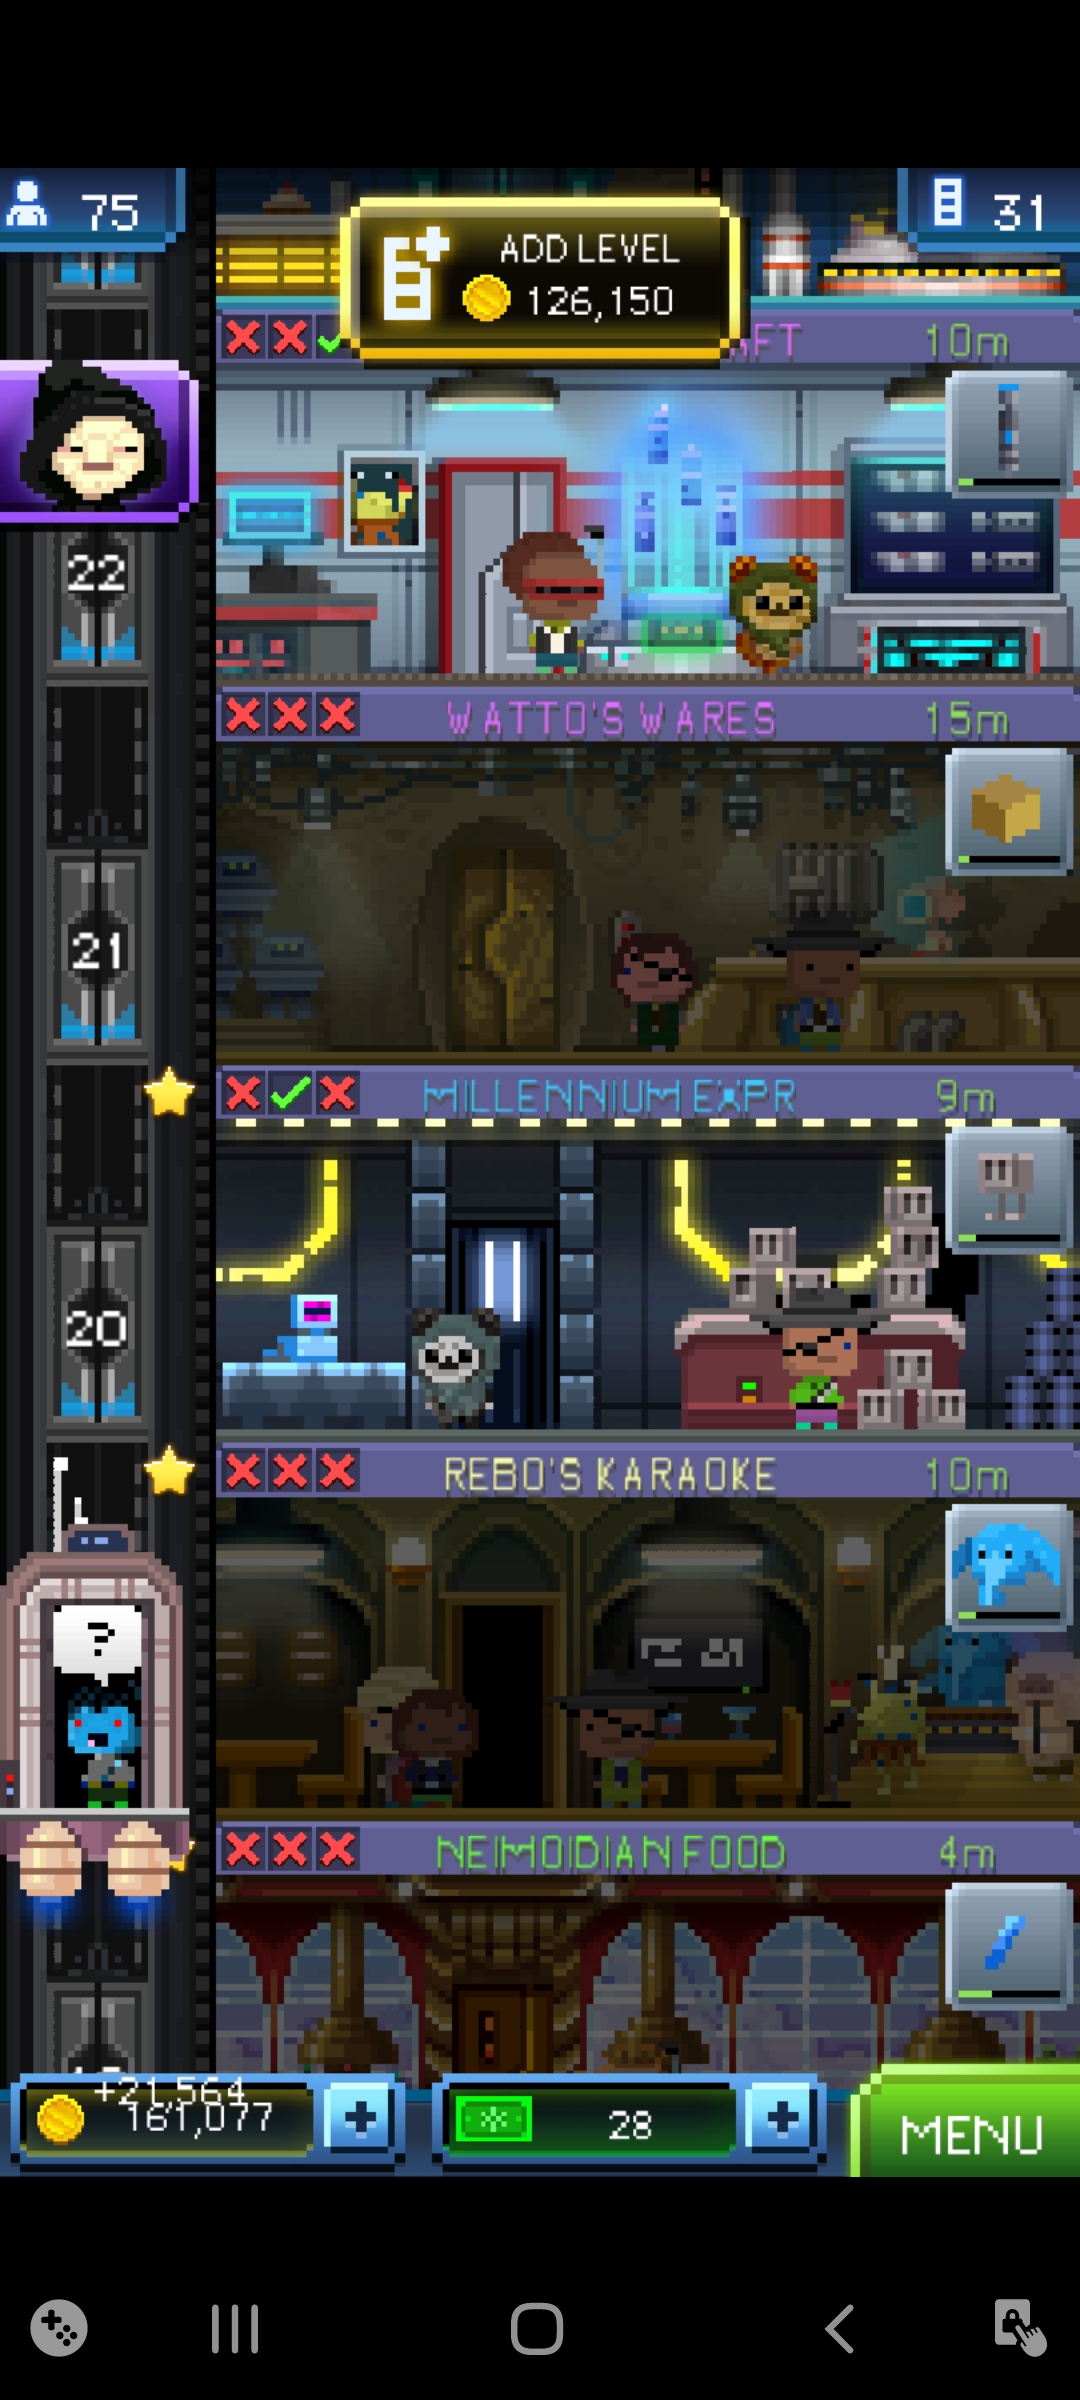 75
31
ADD LEVEL
126,150
AFT 10m
22
WATTO'S WARES 15m
21
MILLENNIUM EXPR 9m
20
REBO'S KARAOKE 10m
?
NEIMOIDIAN FOOD 4m
+21,564
161,077
28
MENU